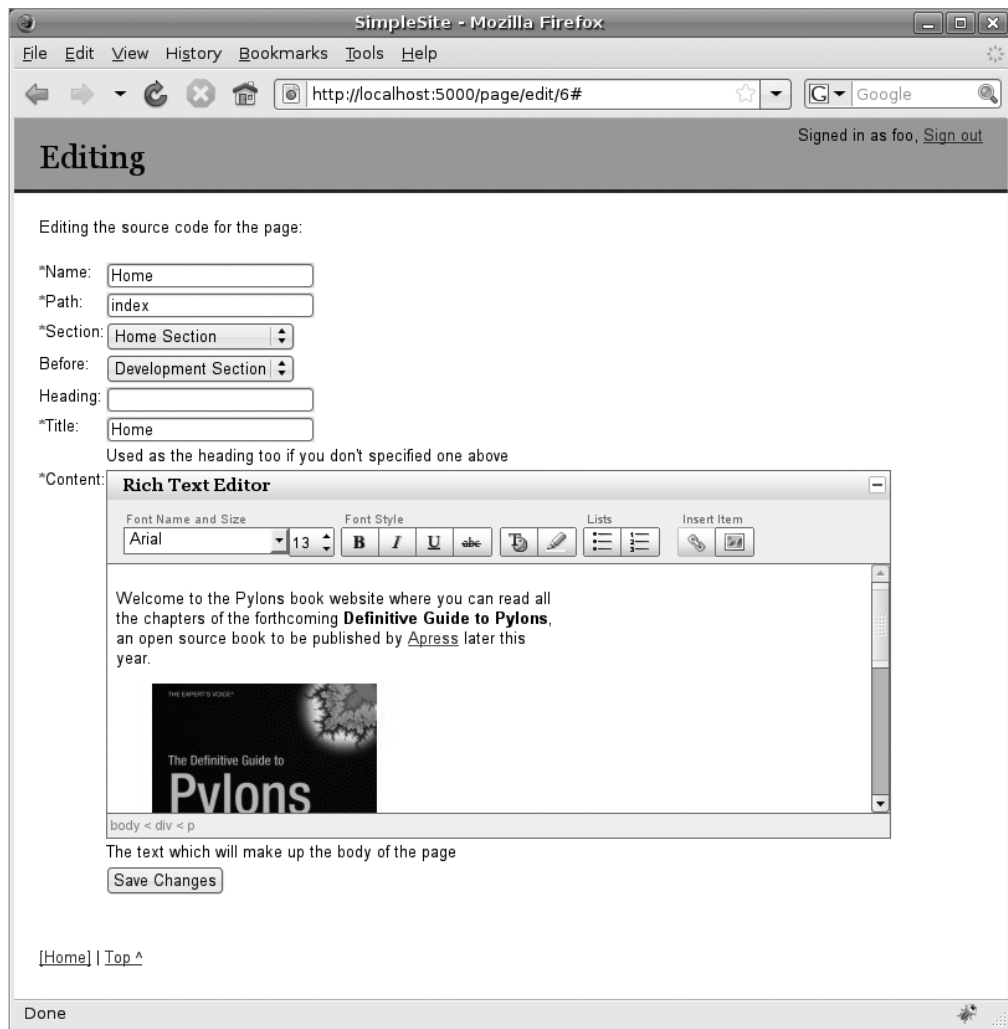 SimpleSite - Mozilla Firefox
File Edit View History Bookmarks Tools Help
http://localhost:5000/page/edit/6#
G Google
Signed in as foo, Sign out
Editing
Editing the source code for the page:
*Name: Home
*Path: index
*Section: Home Section
Before: Development Section
Heading:
*Title: Home
Used as the heading too if you don't specified one above
*Content: Rich Text Editor
Font Name and Size Font Style Lists Insert Item
Arial 13 B I U abc
Welcome to the Pylons book website where you can read all
the chapters of the forthcoming Definitive Guide to Pylons,
an open source book to be published by Apress later this
year.
THE EXPERT'S VOICE®
The Definitive Guide to
Pylons
body < div < p
The text which will make up the body of the page
Save Changes
[Home] | Top ^
Done